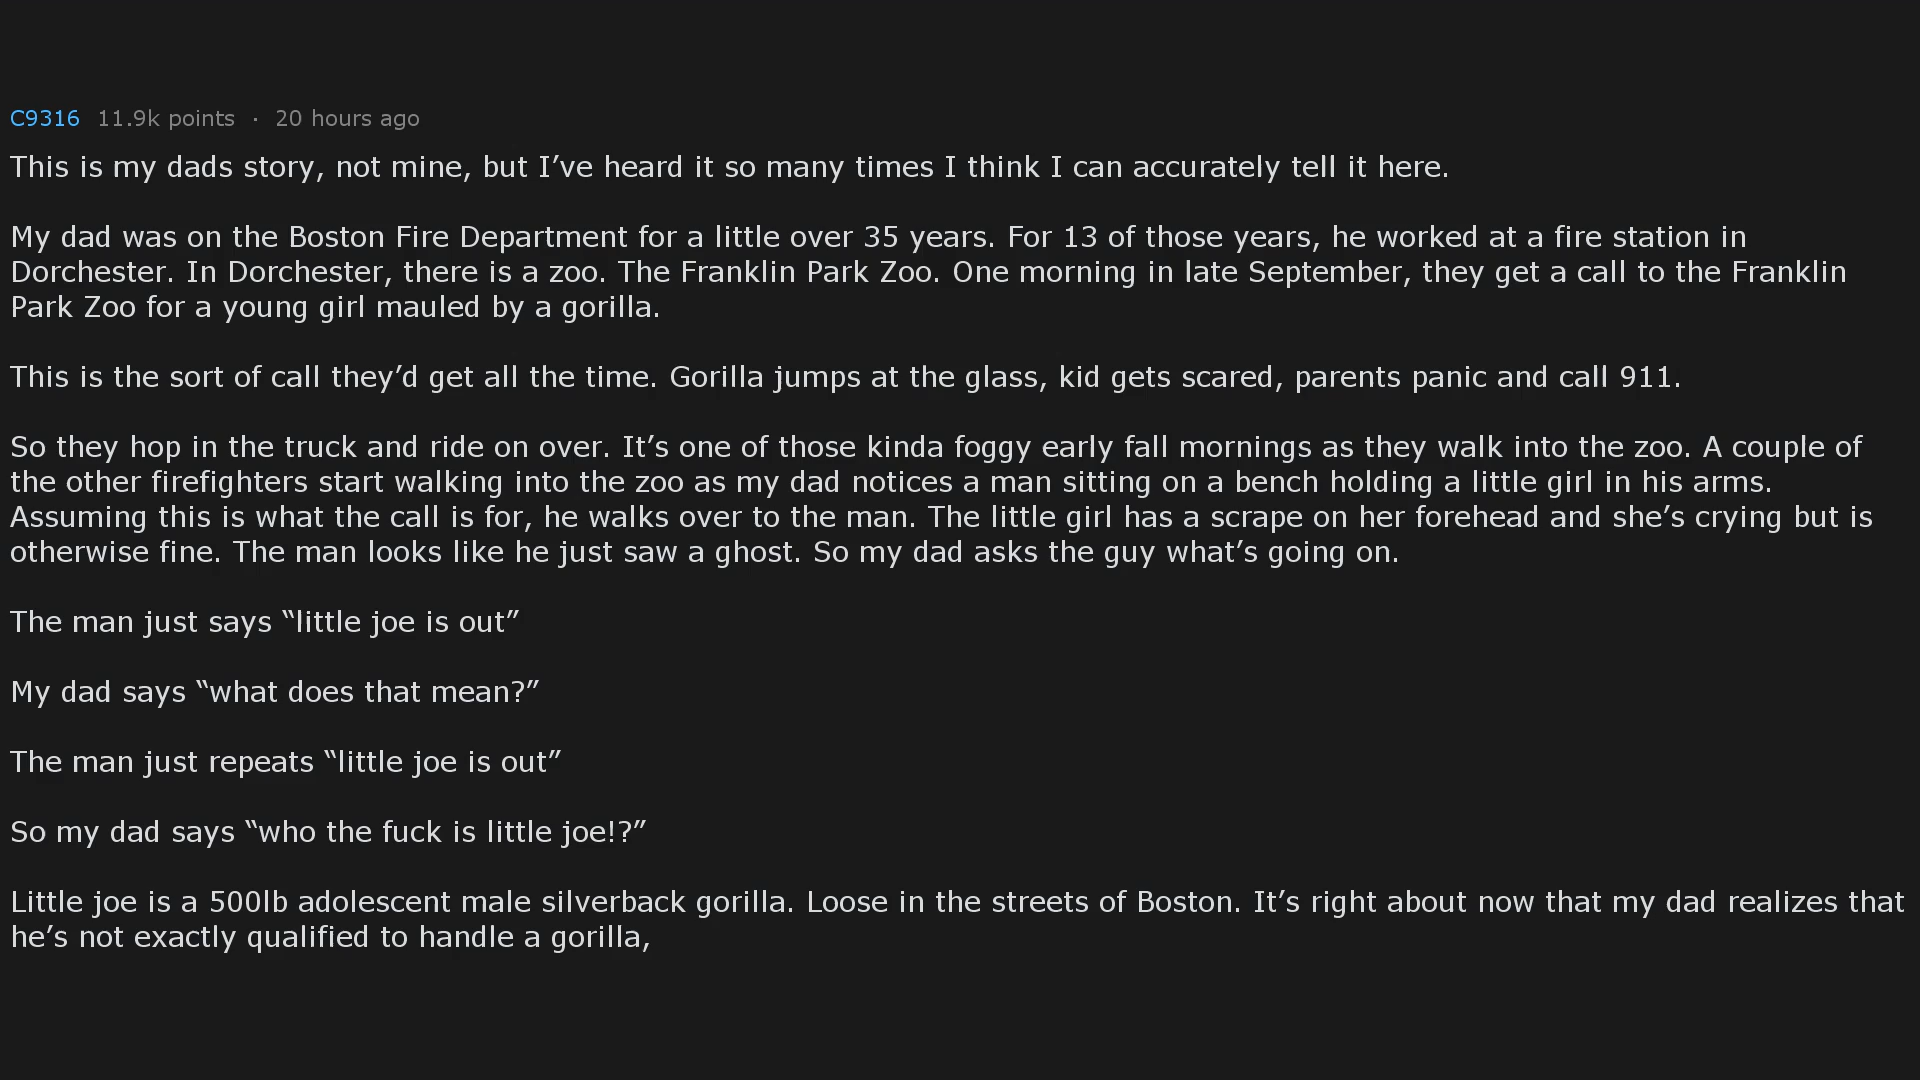 C9316 11.9k points · 20 hours ago
This is my dads story, not mine, but I’ve heard it so many times I think I can accurately tell it here.
My dad was on the Boston Fire Department for a little over 35 years. For 13 of those years, he worked at a fire station in
Dorchester. In Dorchester, there is a zoo. The Franklin Park Zoo. One morning in late September, they get a call to the Franklin
Park Zoo for a young girl mauled by a gorilla.
This is the sort of call they’d get all the time. Gorilla jumps at the glass, kid gets scared, parents panic and call 911.
So they hop in the truck and ride on over. It’s one of those kinda foggy early fall mornings as they walk into the zoo. A couple of
the other firefighters start walking into the zoo as my dad notices a man sitting on a bench holding a little girl in his arms.
Assuming this is what the call is for, he walks over to the man. The little girl has a scrape on her forehead and she’s crying but is
otherwise fine. The man looks like he just saw a ghost. So my dad asks the guy what’s going on.
The man just says “little joe is out”
My dad says “what does that mean?”
The man just repeats “little joe is out”
So my dad says “who the fuck is little joe!?”
Little joe is a 500lb adolescent male silverback gorilla. Loose in the streets of Boston. It’s right about now that my dad realizes that
he’s not exactly qualified to handle a gorilla,